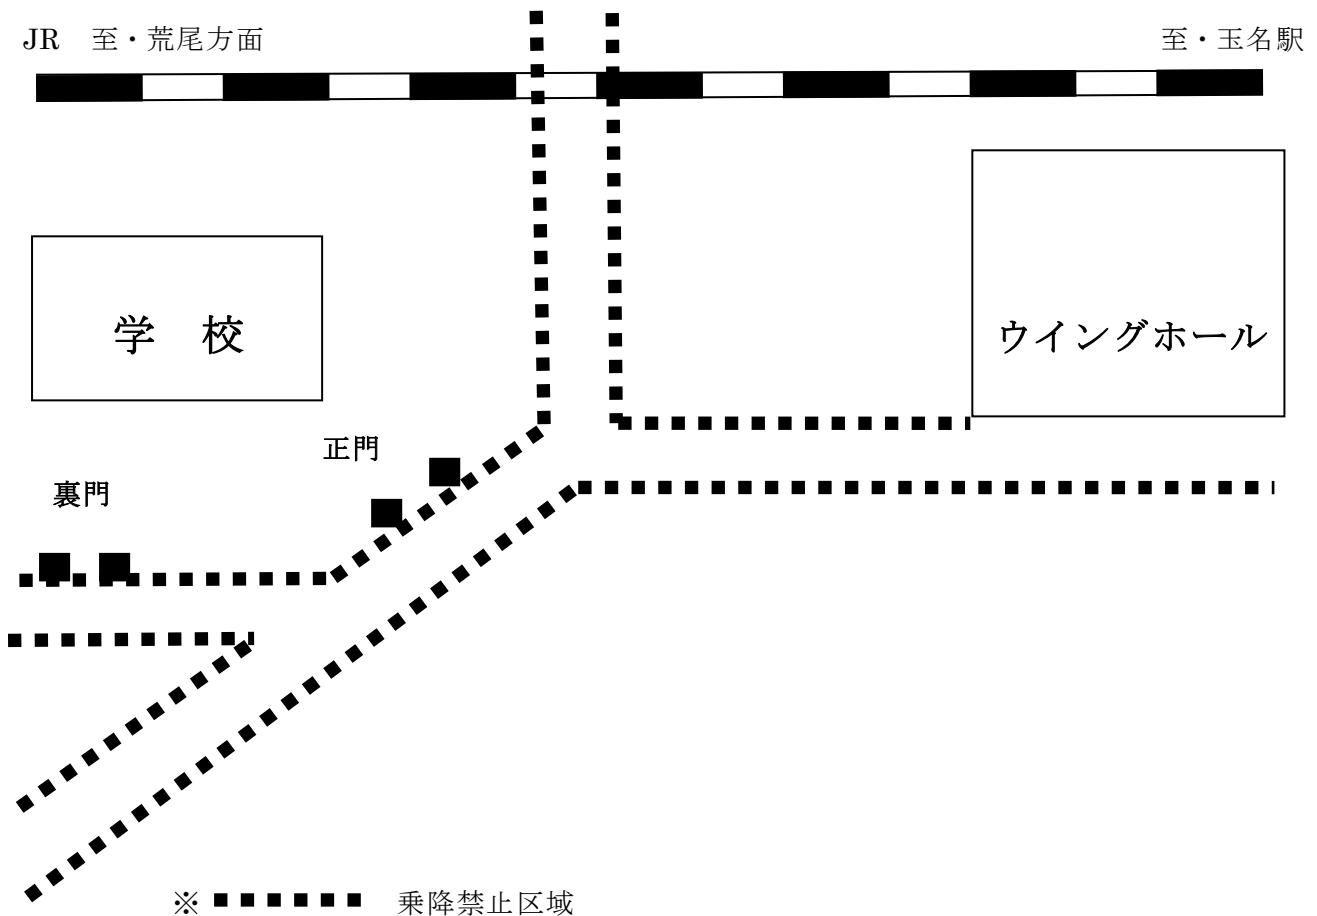 JR　至・荒尾方面
至・玉名駅
学　校
ウイングホール
正門
裏門
※　乗降禁止区域